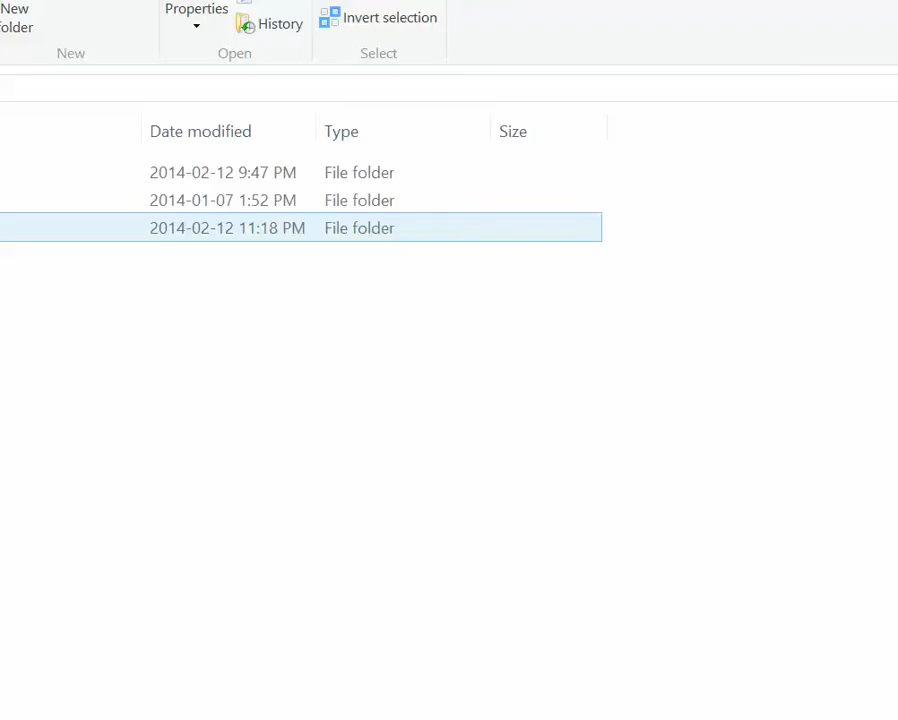 New
folder
Properties
History
Invert selection
New
Open
Select
Date modified
Type
Size
2014-02-12 9:47 PM
File folder
2014-01-07 1:52 PM
File folder
2014-02-12 11:18 PM
File folder